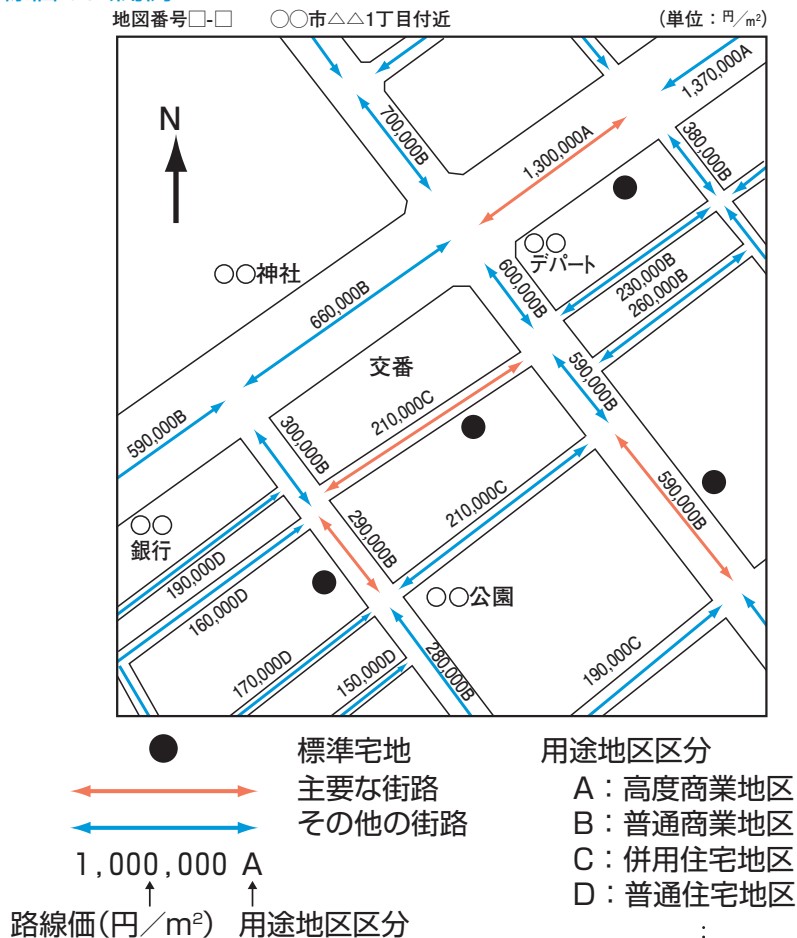 地図番号□-□ ○○市△△1丁目付近 (単位：円/㎡)
1,370,000A
700,000B
N
1,300,000A
380,000B
○○
デパート
○○神社
600,000B
230,000B
260,000B
660,000B
交番
590,000B
590,000B
210,000C
300,000B
590,000B
210,000C
290,000B
○○
銀行
190,000D
160,000D
○○公園
280,000B
190,000C
170,000D
150,000D
標準宅地
主要な街路
その他の街路
1,000,000 A
路線価(円/m²) 用途地区区分
用途地区区分
A：高度商業地区
B：普通商業地区
C：併用住宅地区
D：普通住宅地区
：